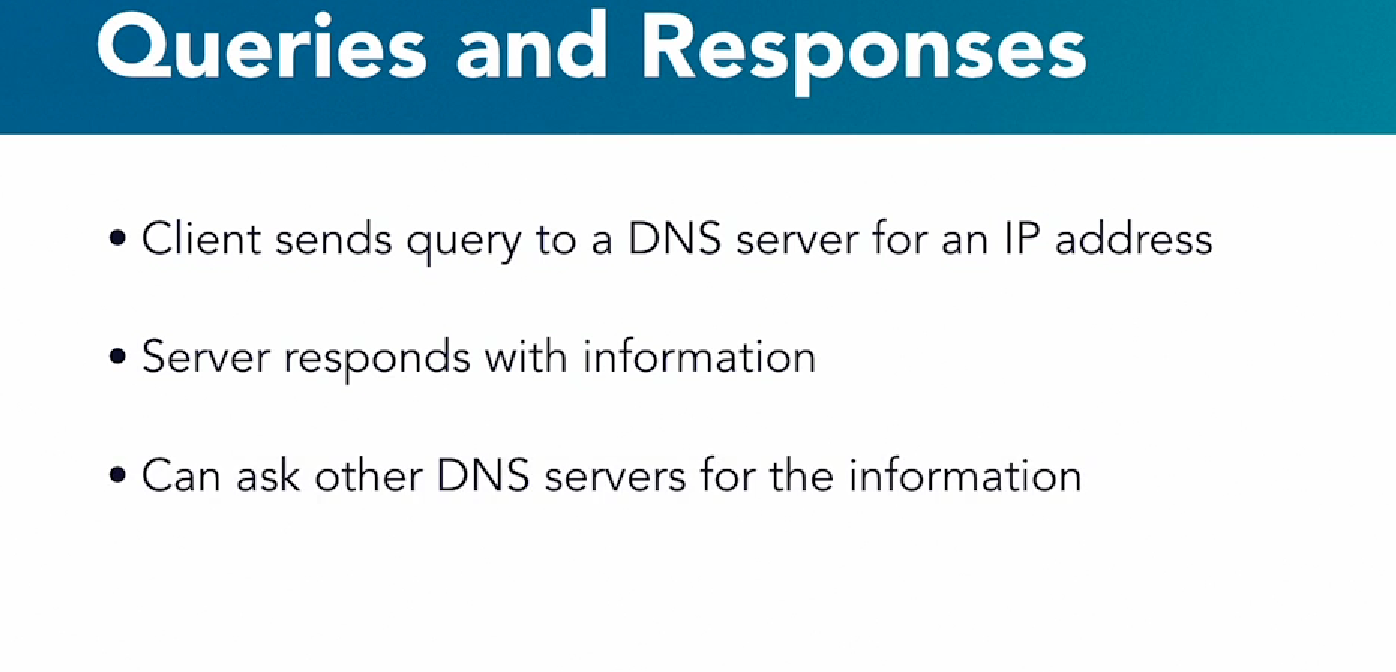 Queries and Responses
• Client sends query to a DNS server for an IP address
• Server responds with information
• Can ask other DNS servers for the information